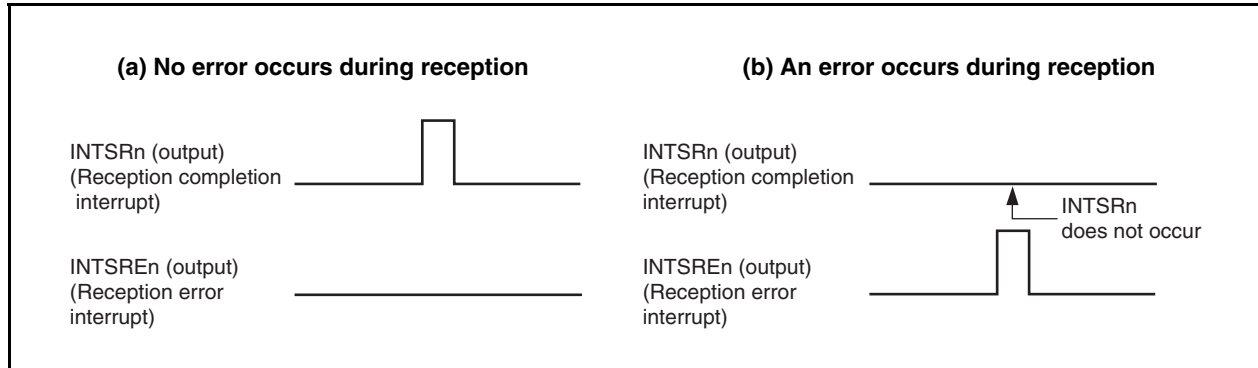 (a) No error occurs during reception
INTSRn (output)
(Reception completion
interrupt)
INTSREn (output)
(Reception error
interrupt)
(b) An error occurs during reception
INTSRn (output)
(Reception completion
interrupt)
INTSRn
does not occur
INTSREn (output)
(Reception error
interrupt)